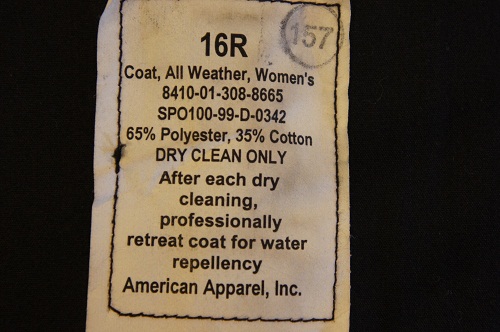 157
16R
Coat, All Weather, Women's
8410-01-308-8665
SPO100-99-D-0342
65% Polyester, 35% Cotton
DRY CLEAN ONLY
After each dry
cleaning,
professionally
retreat coat for water
repellency
American Apparel, Inc.